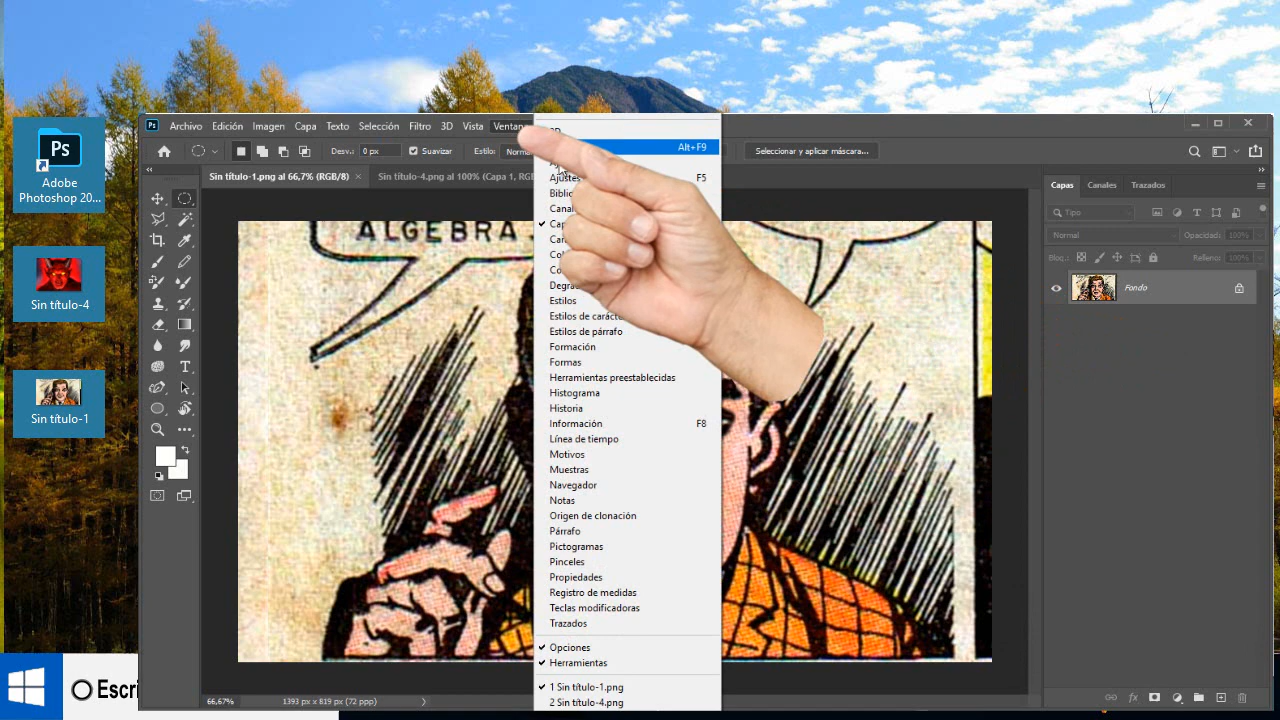 Ps
Adobe
Photoshop 20...
Sin título-4
Sin título-1
Escri
Ps
Archivo
Edición
Imagen
Capa
Texto
Selección
Filtro
3D
Vista
Ventana
Desv.: 0 px
Suavizar
Estilo:
Seleccionar y aplicar máscara...
Sin título-1.png al 66,7% (RGB/8) ×
Sin título-4.png al 100% (Capa 1, RGB
ALGEBRA
Alt+F9
Ajustes F5
Estilos
Estilos de párrafo
Formación
Formas
Herramientas preestablecidas
Histograma
Historia
Información F8
Línea de tiempo
Motivos
Muestras
Navegador
Notas
Origen de clonación
Párrafo
Pictogramas
Pinceles
Propiedades
Registro de medidas
Teclas modificadoras
Trazados
Opciones
Herramientas
1 Sin título-1.png
2 Sin título-4.png
66,67%
1393 px x 819 px (72 ppp)
Capas
Canales
Trazados
Tipo
Normal
Opacidad: 100%
Bloq.:
Relleno: 100%
Fondo
fx